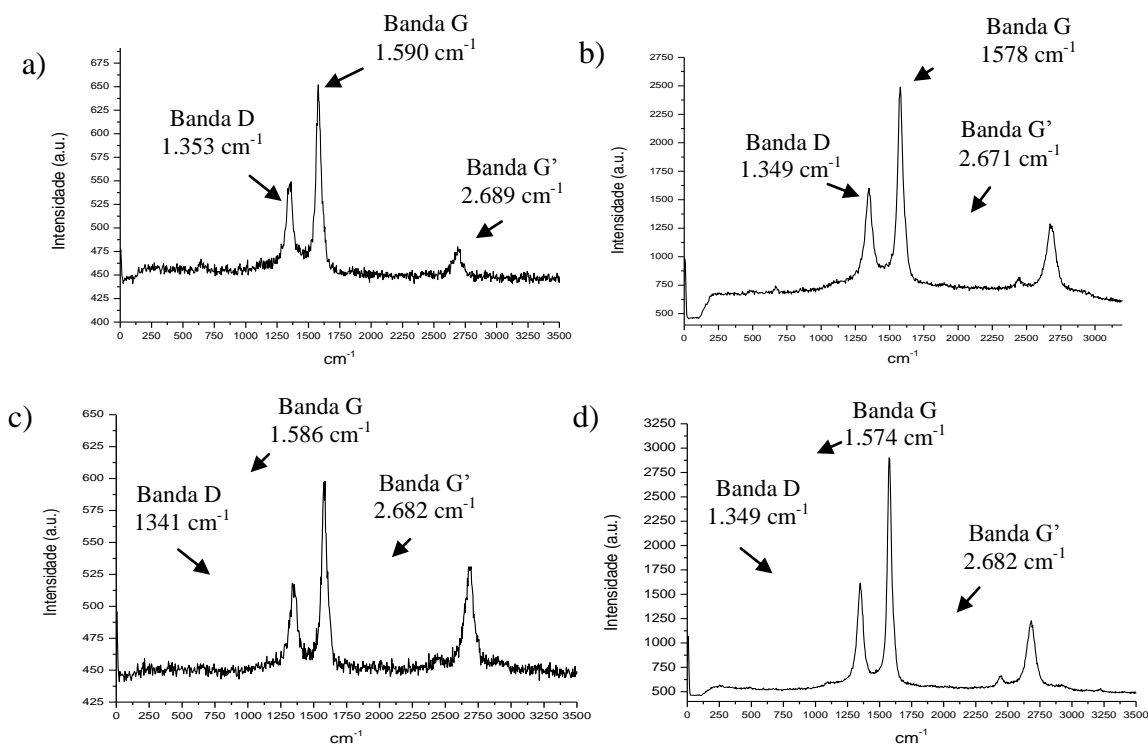 a)
Banda G
1.590 cm-1
Banda D
1.353 cm-1
Banda G'
2.689 cm-1
Intensidade (a.u.)
675
650
625
600
575
550
525
500
475
450
425
400
0 250 500 750 1000 1250 1500 1750 2000 2250 2500 2750 3000 3250 3500
cm-1
b)
Banda G
1578 cm-1
Banda D
1.349 cm-1
Banda G'
2.671 cm-1
Intensidade (a.u.)
2750
2500
2250
2000
1750
1500
1250
1000
750
500
0 250 500 750 1000 1250 1500 1750 2000 2250 2500 2750 3000
cm-1
c)
Banda G
1.586 cm-1
Banda D
1341 cm-1
Banda G'
2.682 cm-1
Intensidade (a.u.)
650
625
600
575
550
525
500
475
450
425
0 250 500 750 1000 1250 1500 1750 2000 2250 2500 2750 3000 3250 3500
cm-1
d)
Banda G
1.574 cm-1
Banda D
1.349 cm-1
Banda G'
2.682 cm-1
Intensidade (a.u.)
3250
3000
2750
2500
2250
2000
1750
1500
1250
1000
750
500
0 250 500 750 1000 1250 1500 1750 2000 2250 2500 2750 3000 3250 3500
cm-1